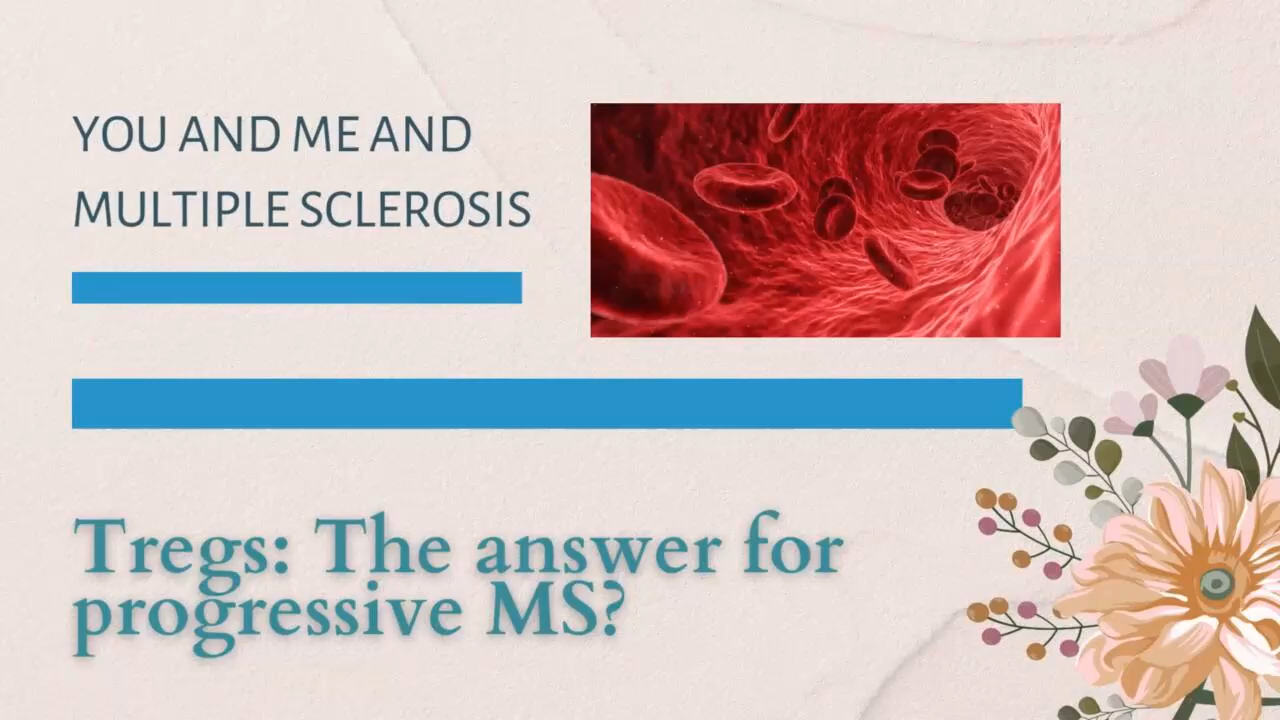 YOU AND ME AND
MULTIPLE SCLEROSIS
Tregs: The answer for
progressive MS?